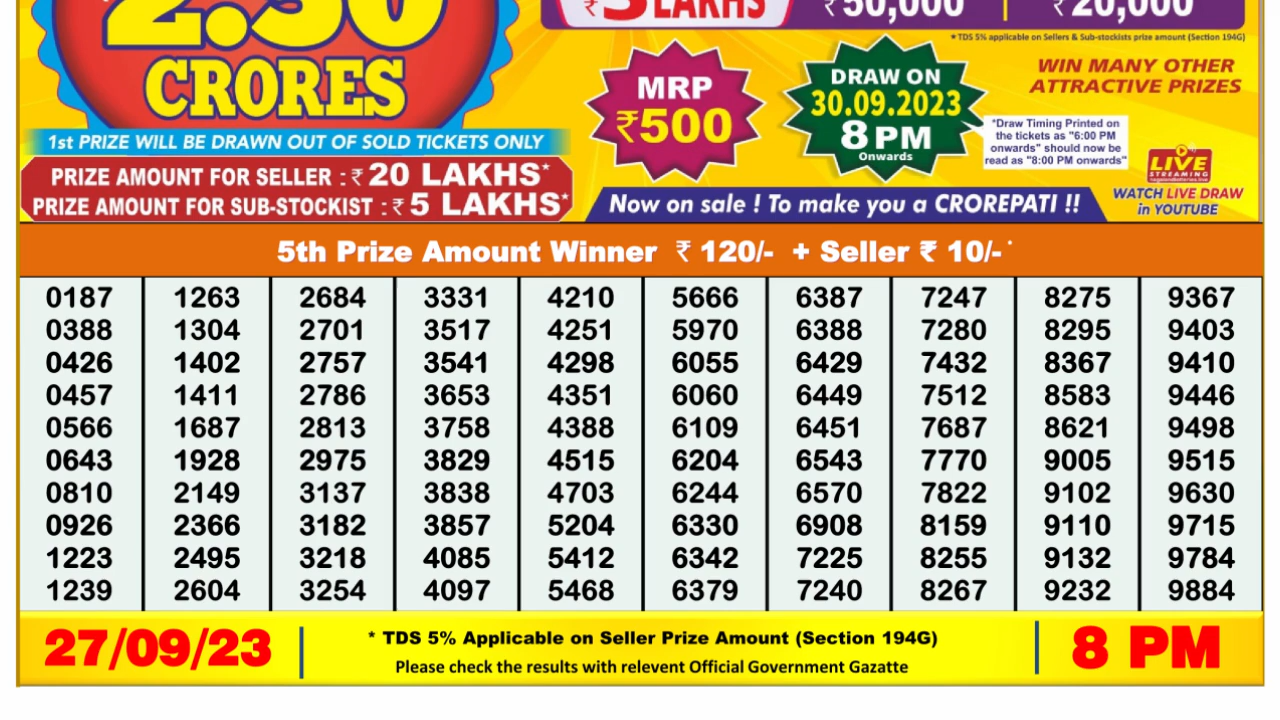 2.50
CRORES
₹ 3 LAKHS
₹50,000
₹20,000
* TDS 5% applicable on Sellers & Sub-stockists prize amount (Section 194G)
1st PRIZE WILL BE DRAWN OUT OF SOLD TICKETS ONLY
PRIZE AMOUNT FOR SELLER : ₹ 20 LAKHS*
PRIZE AMOUNT FOR SUB-STOCKIST : ₹ 5 LAKHS*
MRP
₹500
DRAW ON
30.09.2023
8 PM
Onwards
WIN MANY OTHER
ATTRACTIVE PRIZES
"Draw Timing Printed on
the tickets as "6:00 PM
onwards" should now be
read as "8:00 PM onwards"
LIVE
STREAMING
WATCH LIVE DRAW
in YOUTUBE
Now on sale ! To make you a CROREPATI !!
5th Prize Amount Winner ₹ 120/- + Seller ₹ 10/- *
0187 1263 2684 3331 4210 5666 6387 7247 8275 9367
0388 1304 2701 3517 4251 5970 6388 7280 8295 9403
0426 1402 2757 3541 4298 6055 6429 7432 8367 9410
0457 1411 2786 3653 4351 6060 6449 7512 8583 9446
0566 1687 2813 3758 4388 6109 6451 7687 8621 9498
0643 1928 2975 3829 4515 6204 6543 7770 9005 9515
0810 2149 3137 3838 4703 6244 6570 7822 9102 9630
0926 2366 3182 3857 5204 6330 6908 8159 9110 9715
1223 2495 3218 4085 5412 6342 7225 8255 9132 9784
1239 2604 3254 4097 5468 6379 7240 8267 9232 9884
27/09/23
* TDS 5% Applicable on Seller Prize Amount (Section 194G)
Please check the results with relevent Official Government Gazatte
8 PM